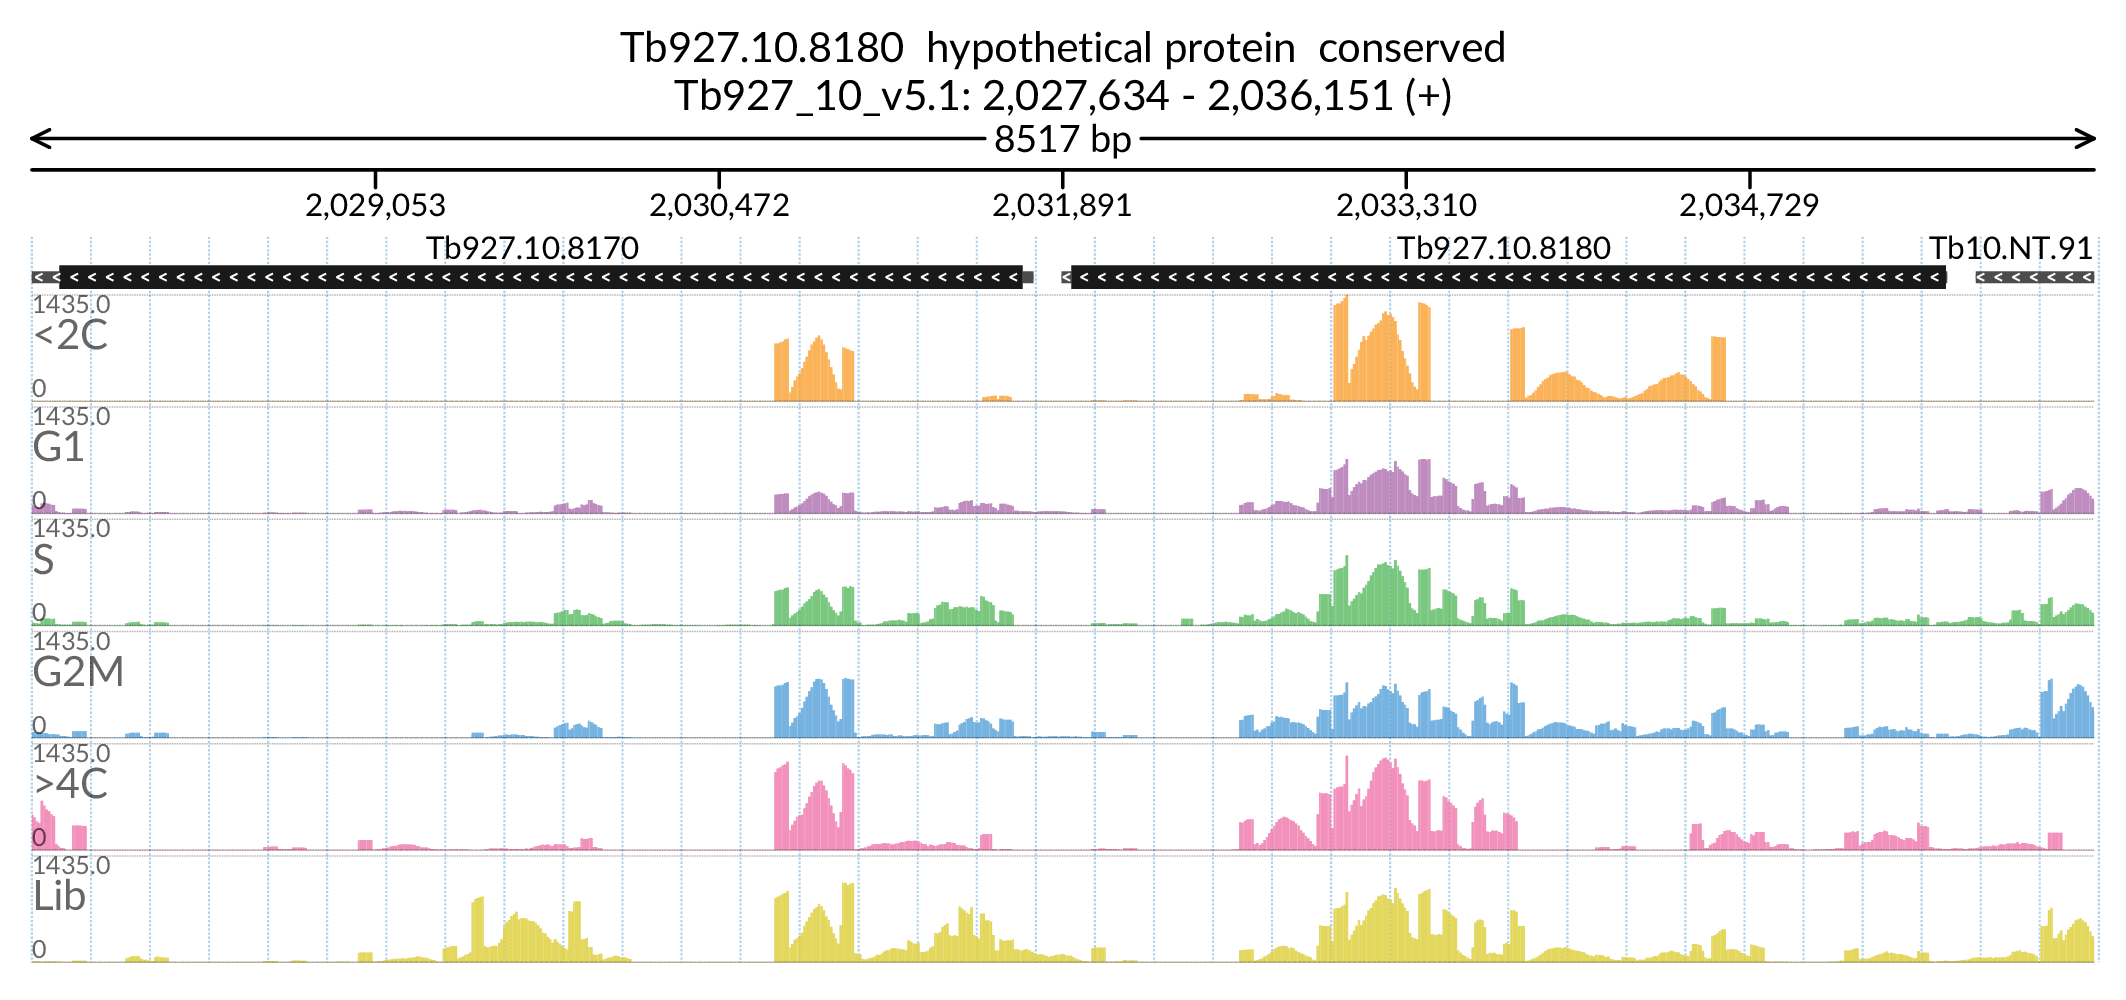 Tb927.10.8180  hypothetical protein  conserved
Tb927_10_v5.1: 2,027,634 - 2,036,151 (+)
8517 bp
2,029,053 2,030,472 2,031,891 2,033,310 2,034,729
Tb927.10.8170 Tb927.10.8180 Tb10.NT.91
1435.0
<2C
0
1435.0
G1
0
1435.0
S
0
1435.0
G2M
0
1435.0
>4C
0
1435.0
Lib
0